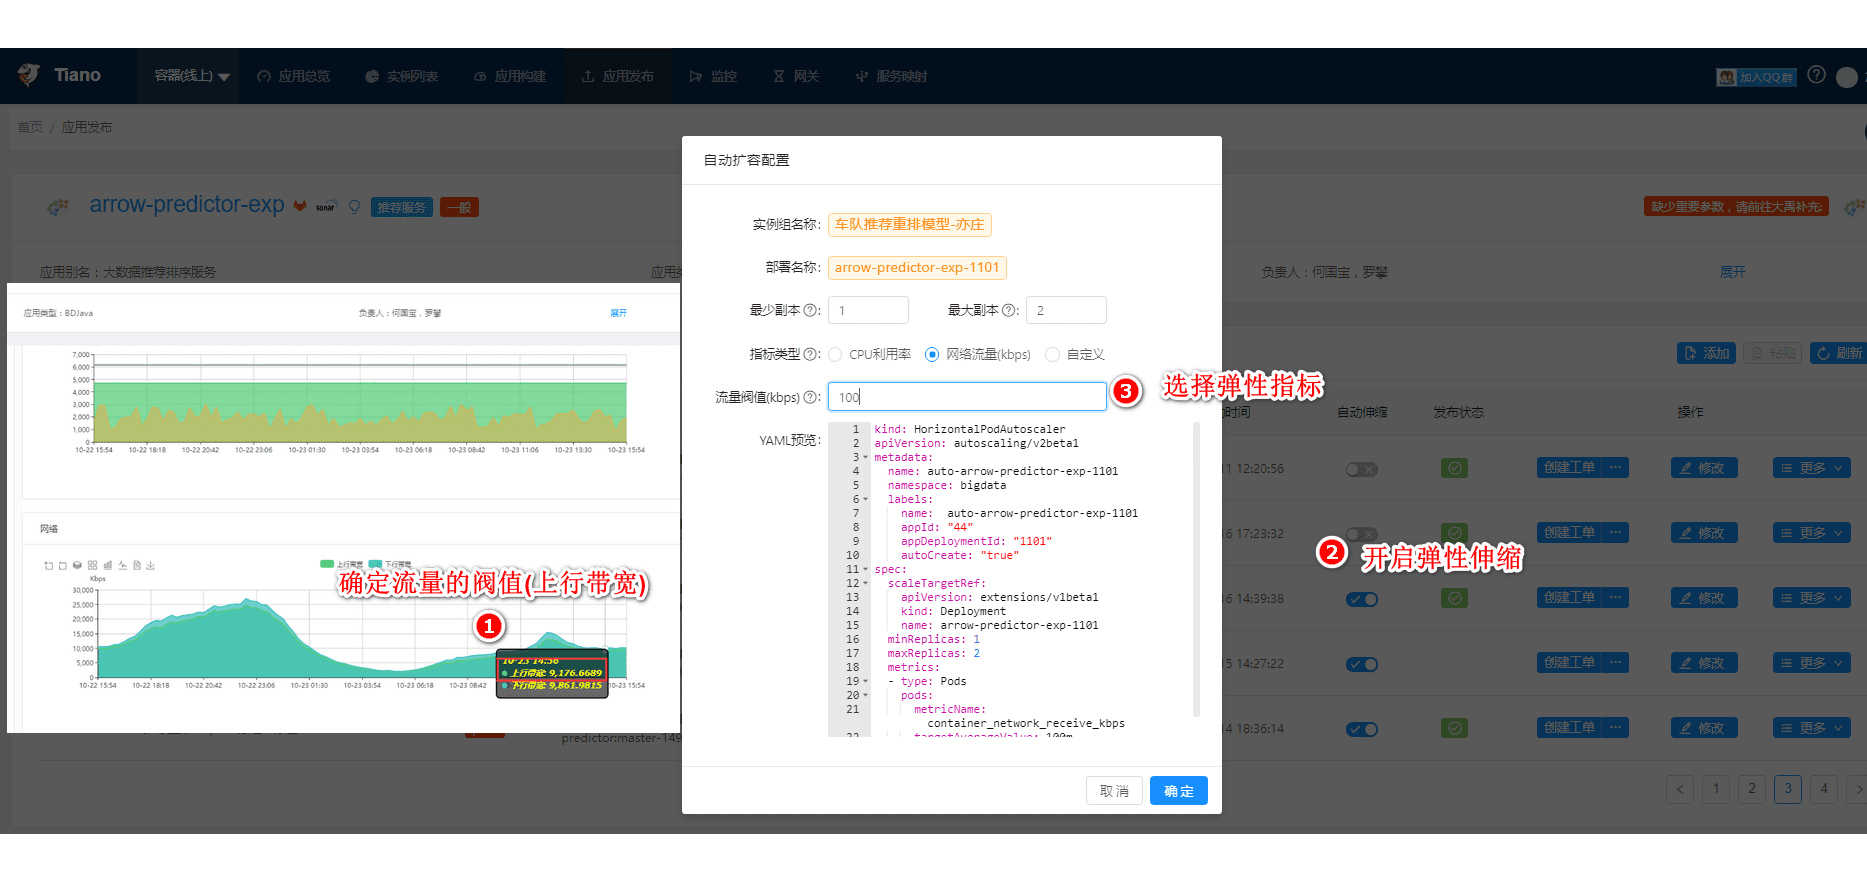 Tiano
容器(线上)
应用总览
实例列表
应用构建
应用发布
监控
网关
服务映射
加入QQ群
首页 / 应用发布
arrow-predictor-exp
sonar
推荐服务
一般
缺少重要参数，请前往大禹补充:
应用别名：大数据推荐排序服务
应用类
负责人：何国宝，罗攀
展开
应用类型：BDJava
负责人：何国宝，罗攀
展开
7,000
6,000
5,000
4,000
3,000
2,000
1,000
0
10-22 15:54
10-22 18:18
10-22 20:42
10-22 23:06
10-23 01:30
10-23 03:54
10-23 06:18
10-23 08:42
10-23 11:06
10-23 13:30
10-23 15:54
网络
上行带宽
下行带宽
Kbps
确定流量的阀值(上行带宽)
1
30,000
25,000
20,000
15,000
10,000
5,000
0
10-23 14:56
上行带宽: 9,176.6689
下行带宽: 9,861.9815
10-22 15:54
10-22 18:18
10-22 20:42
10-22 23:06
10-23 01:30
10-23 03:54
10-23 06:18
10-23 08:42
10-23 15:54
predictor:master-149
自动扩容配置
实例组名称:
车队推荐重排模型-亦庄
部署名称:
arrow-predictor-exp-1101
最少副本
1
最大副本
2
指标类型
CPU利用率
网络流量(kbps)
自定义
流量阀值(kbps)
100
3
选择弹性指标
YAML预览:
1 kind: HorizontalPodAutoscaler
2 apiVersion: autoscaling/v2beta1
3 metadata:
4 name: auto-arrow-predictor-exp-1101
5 namespace: bigdata
6 labels:
7 name: auto-arrow-predictor-exp-1101
8 appId: "44"
9 appDeploymentId: "1101"
10 autoCreate: "true"
11 spec:
12 scaleTargetRef:
13 apiVersion: extensions/v1beta1
14 kind: Deployment
15 name: arrow-predictor-exp-1101
16 minReplicas: 1
17 maxReplicas: 2
18 metrics:
19 - type: Pods
20 pods:
21 metricName:
container_network_receive_kbps
22 targetAverageValue: 100m
取 消
确 定
添加
粘贴
刷新
时间
自动伸缩
发布状态
操作
11 12:20:56
创建工单
修改
更多
16 17:23:32
创建工单
修改
更多
2
开启弹性伸缩
16 14:39:38
创建工单
修改
更多
15 14:27:22
创建工单
修改
更多
14 18:36:14
创建工单
修改
更多
1
2
3
4